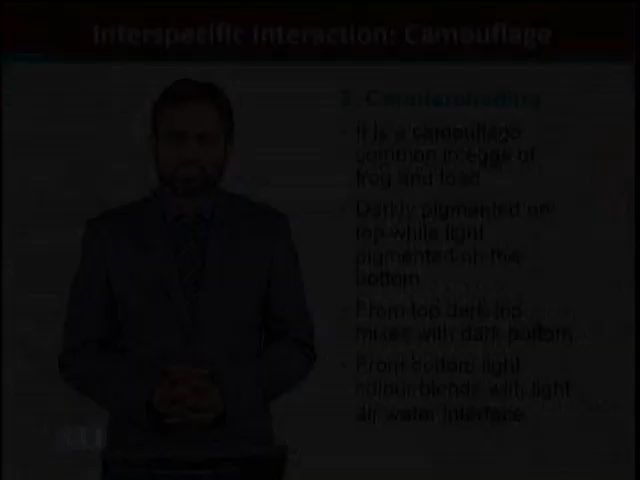 Interspecific Interaction: Camouflage
2. Countershading
- It is a camouflage
common in eggs of
frog and toad
- Darkly pigmented on
top while light
pigmented on the
bottom
- From top dark top
mixes with dark bottom
- From bottom light
colour blends with light
air water interface